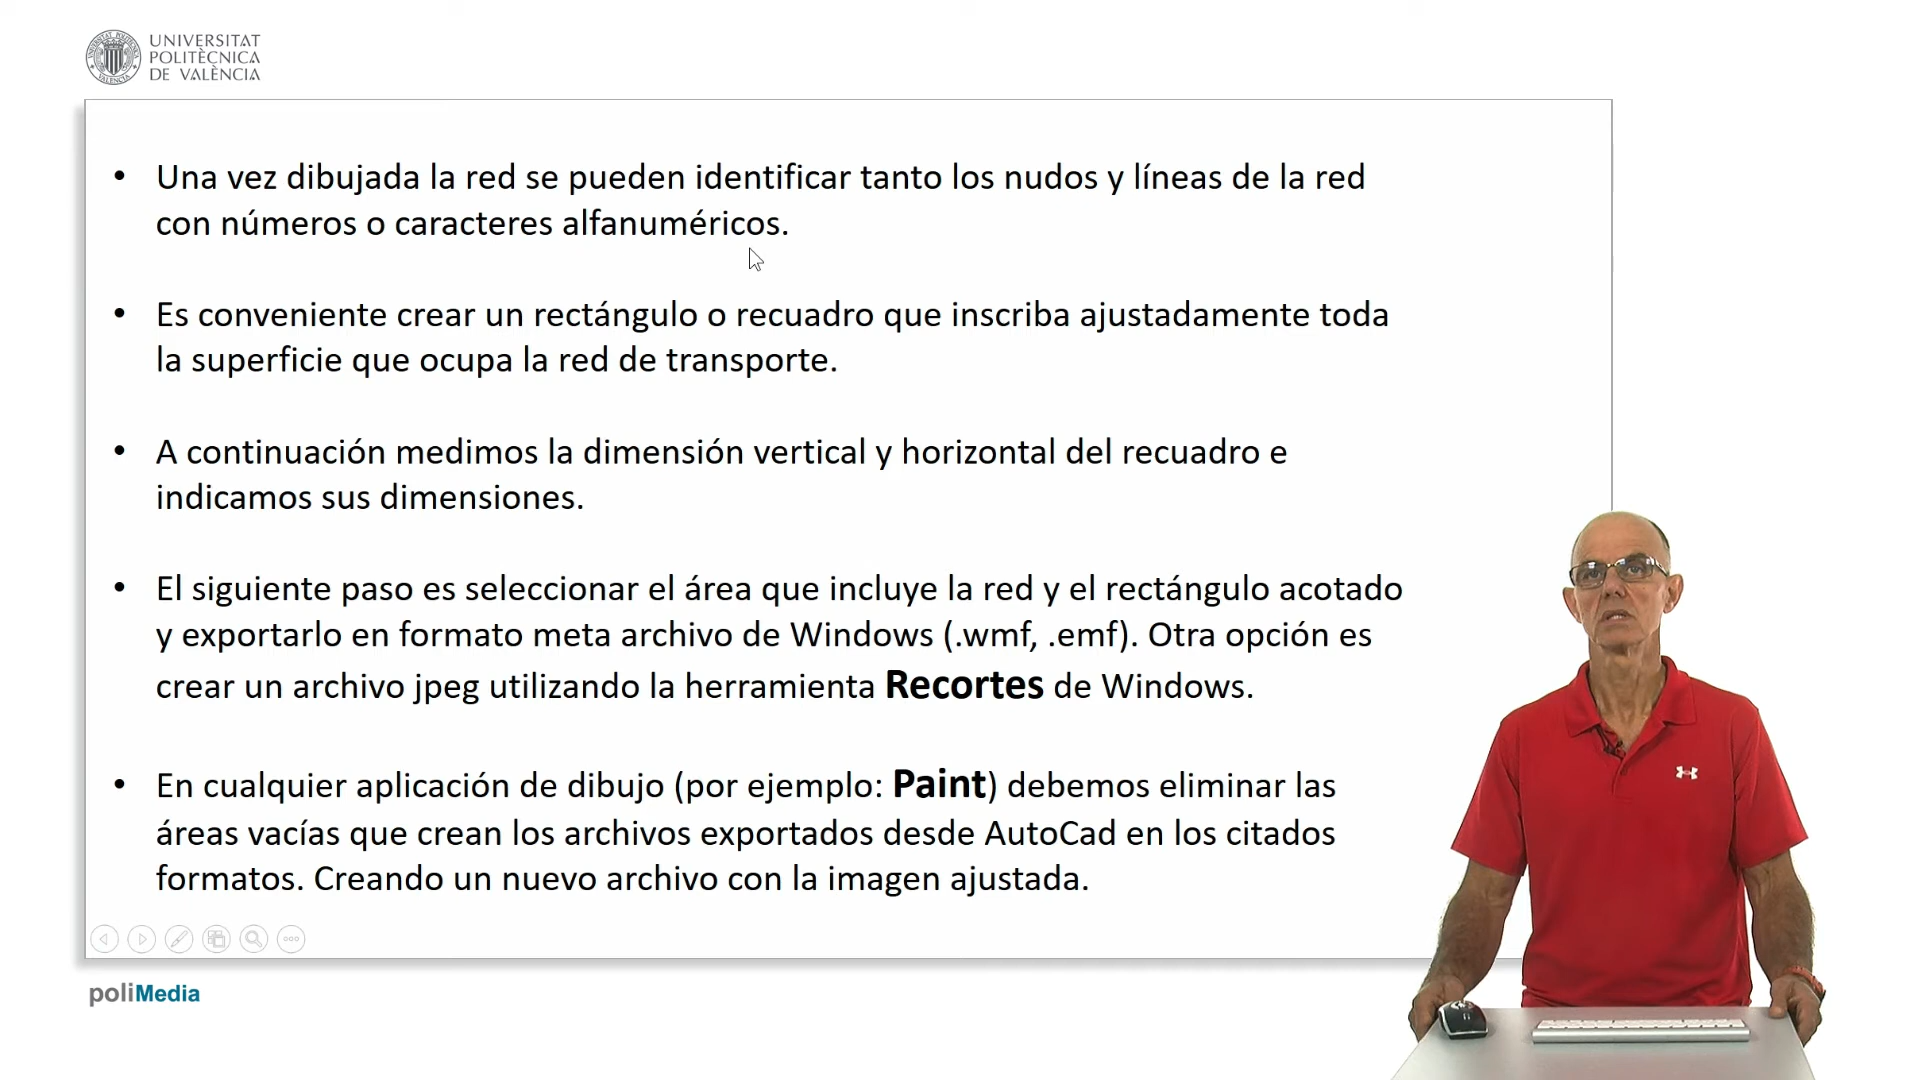 UNIVERSITAT
POLITÈCNICA
DE VALÈNCIA
• Una vez dibujada la red se pueden identificar tanto los nudos y líneas de la red
con números o caracteres alfanuméricos.
• Es conveniente crear un rectángulo o recuadro que inscriba ajustadamente toda
la superficie que ocupa la red de transporte.
• A continuación medimos la dimensión vertical y horizontal del recuadro e
indicamos sus dimensiones.
• El siguiente paso es seleccionar el área que incluye la red y el rectángulo acotado
y exportarlo en formato meta archivo de Windows (.wmf, .emf). Otra opción es
crear un archivo jpeg utilizando la herramienta Recortes de Windows.
• En cualquier aplicación de dibujo (por ejemplo: Paint) debemos eliminar las
áreas vacías que crean los archivos exportados desde AutoCad en los citados
formatos. Creando un nuevo archivo con la imagen ajustada.
poliMedia